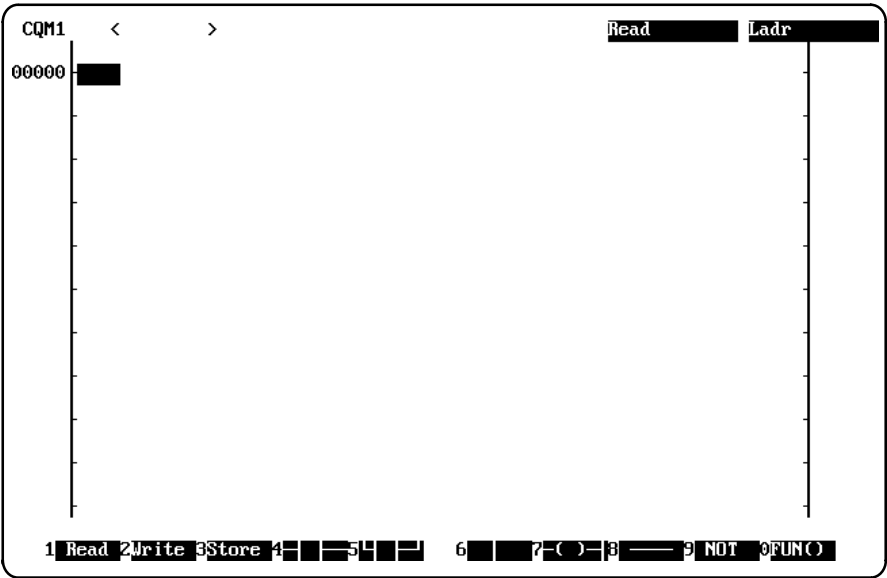 CQM1 < > Read Ladr
00000
1 Read 2Write 3Store 4 5 6 7-( )- 8 9 NOT 0FUN()